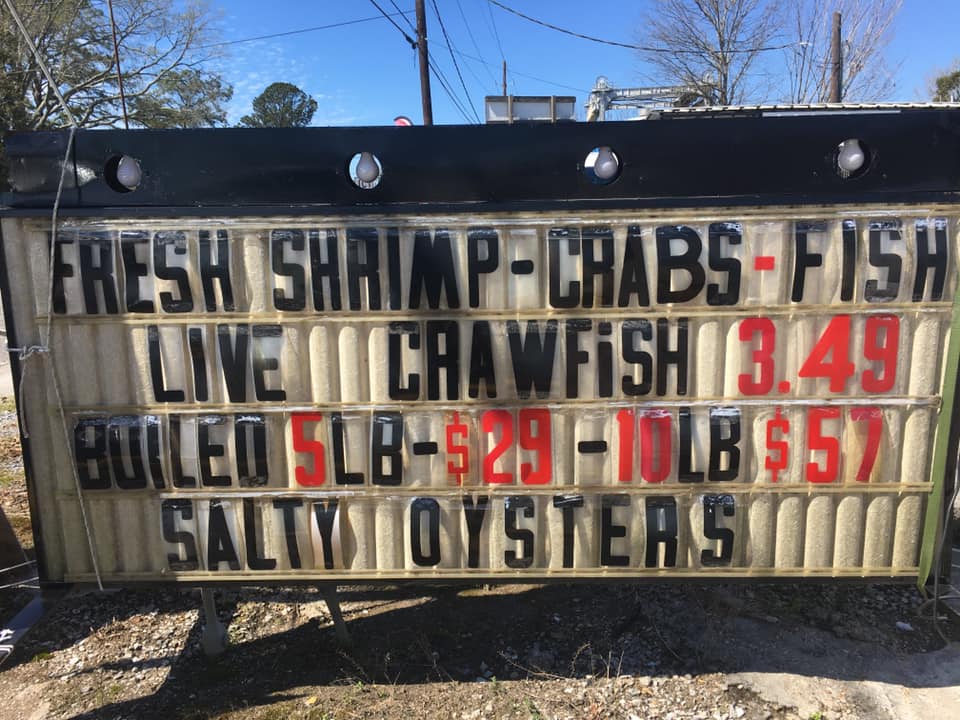 FRESH SHRIMP-CRABS-FISH
LIVE CRAWFiSH 3.49
BOILED 5LB-$29-10LB $57
SALTY OYSTERS